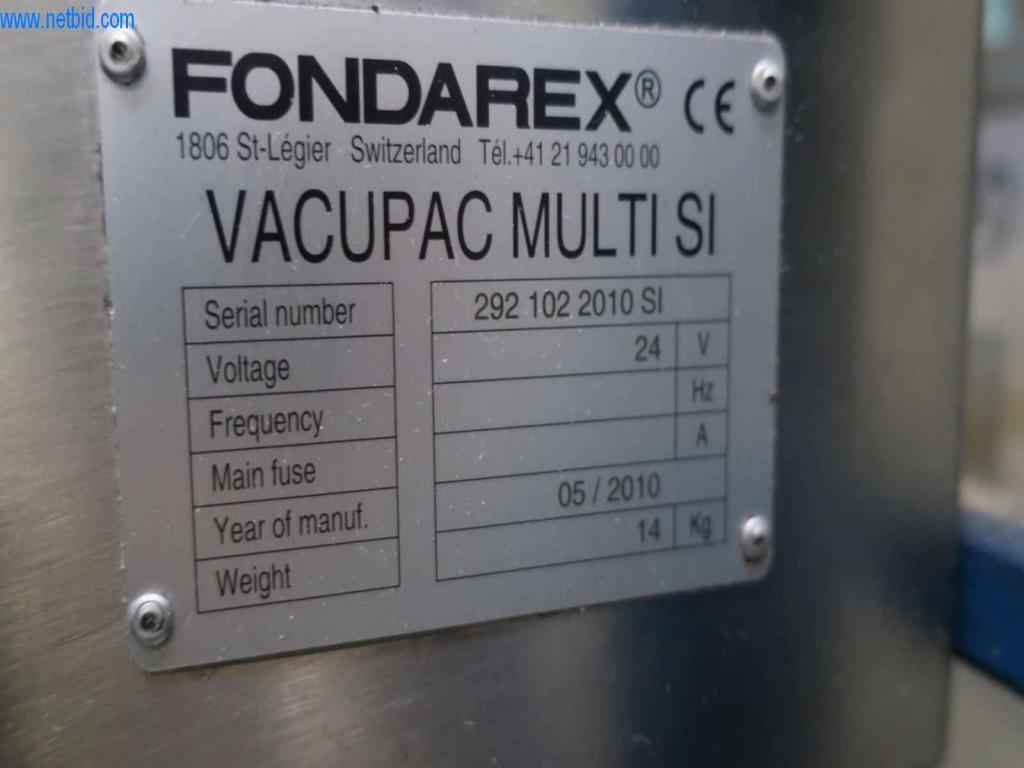 www.netbid.com
FONDAREX® CE
1806 St-Légier Switzerland Tél.+41 21 943 00 00
VACUPAC MULTI SI
Serial number 292 102 2010 SI
Voltage 24 V
Frequency Hz
Main fuse A
Year of manuf. 05 / 2010
Weight 14 Kg